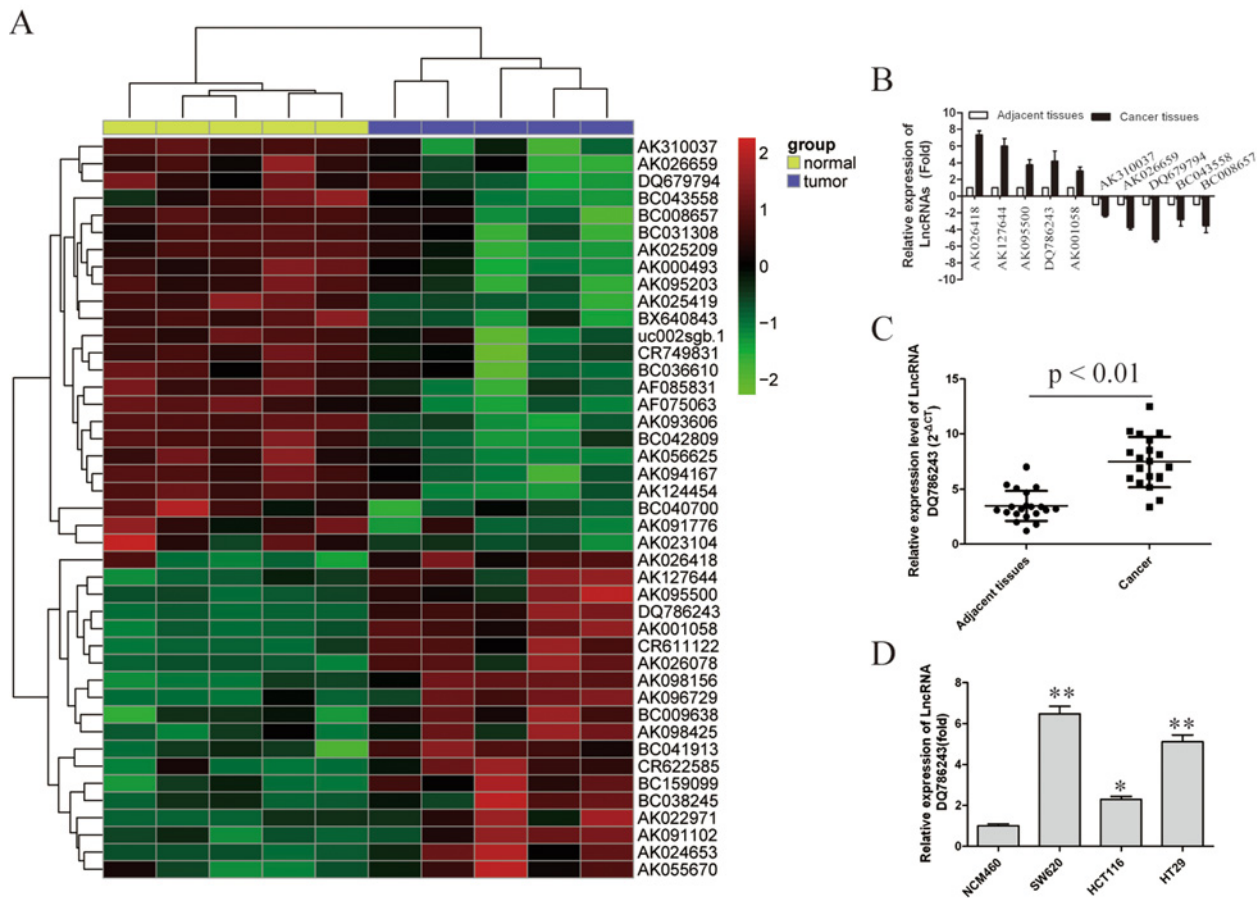 A
group
normal
tumor
2
1
0
−1
−2
AK310037
AK026659
DQ679794
BC043558
BC008657
BC031308
AK025209
AK000493
AK095203
AK025419
BX640843
uc002sgb.1
CR749831
BC036610
AF085831
AF075063
AK093606
BC042809
AK056625
AK094167
AK124454
BC040700
AK091776
AK023104
AK026418
AK127644
AK095500
DQ786243
AK001058
CR611122
AK026078
AK098156
AK096729
BC009638
AK098425
BC041913
CR622585
BC159099
BC038245
AK022971
AK091102
AK024653
AK055670
B
Relative expression of
LncRNAs (Fold)
10
8
6
4
2
0
-2
-4
-6
-8
-10
Adjacent tissues
Cancer tissues
AK026418
AK127644
AK095500
DQ786243
AK001058
AK310037
AK026659
DQ679794
BC043558
BC008657
C
Relative expression level of LncRNA
DQ786243 (2-ΔCT)
15
10
5
0
p < 0.01
Adjacent tissues
Cancer
D
Relative expression of LncRNA
DQ786243(fold)
8
6
4
2
0
**
*
**
NCM460
SW620
HCT116
HT29